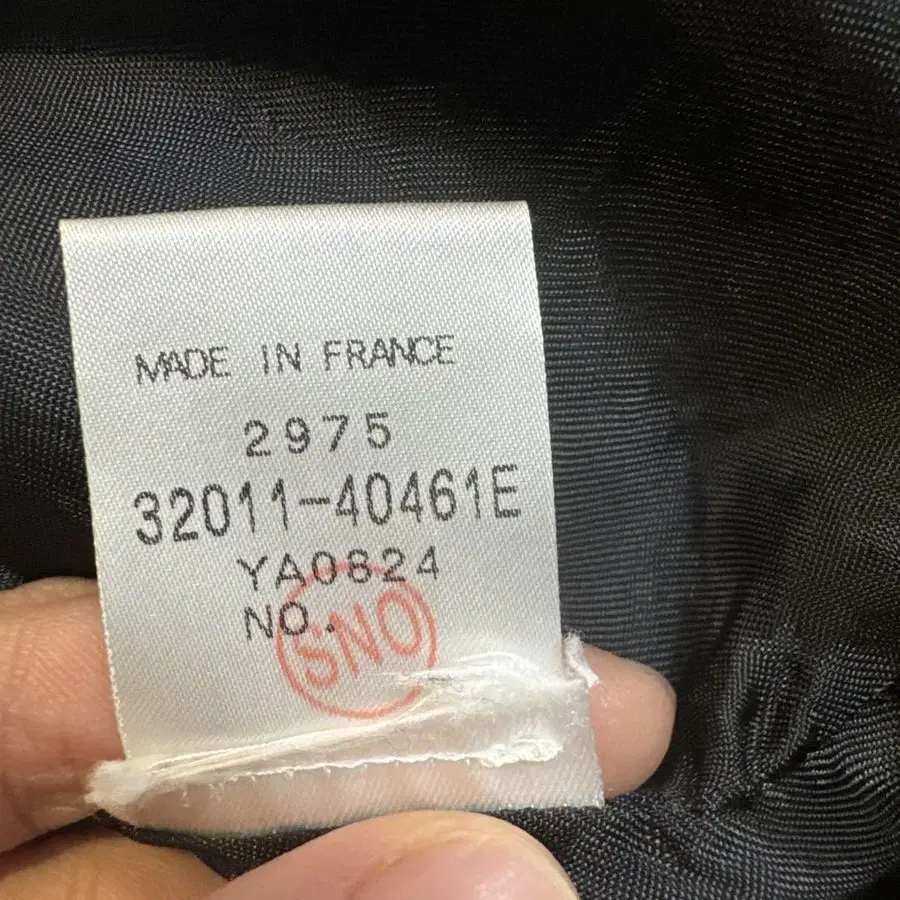 MADE IN FRANCE
2975
32011-40461E
YA0824
NO.
SNO